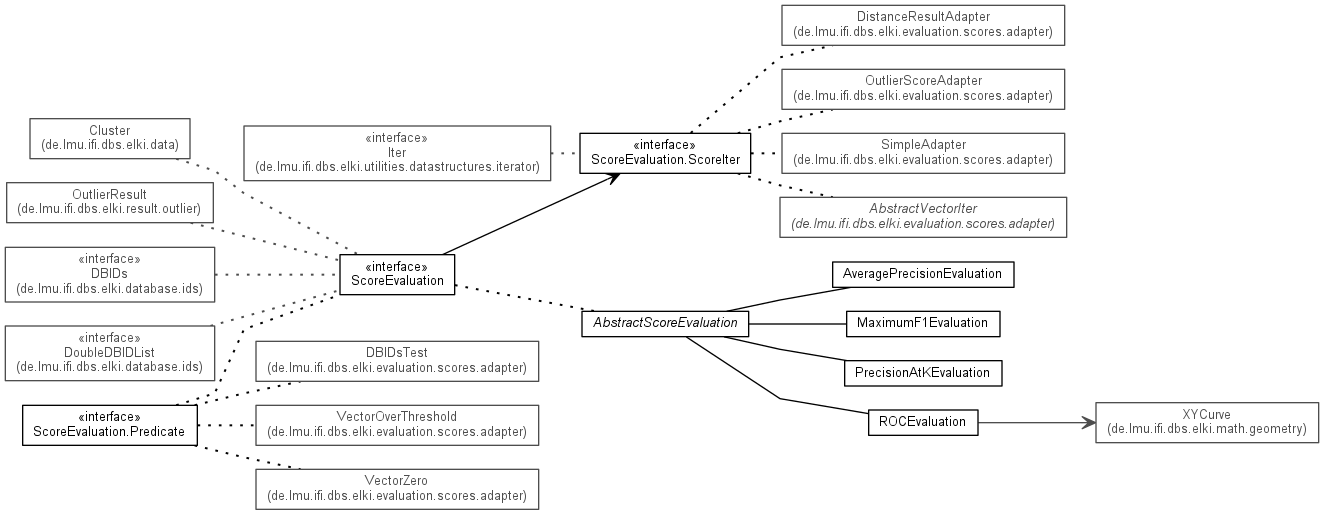 DistanceResultAdapter
(de.lmu.ifi.dbs.elki.evaluation.scores.adapter)
OutlierScoreAdapter
(de.lmu.ifi.dbs.elki.evaluation.scores.adapter)
Cluster
(de.lmu.ifi.dbs.elki.data)
«interface»
Iter
(de.lmu.ifi.dbs.elki.utilities.datastructures.iterator)
«interface»
ScoreEvaluation.ScoreIter
SimpleAdapter
(de.lmu.ifi.dbs.elki.evaluation.scores.adapter)
OutlierResult
(de.lmu.ifi.dbs.elki.result.outlier)
AbstractVectorIter
(de.lmu.ifi.dbs.elki.evaluation.scores.adapter)
«interface»
DBIDs
(de.lmu.ifi.dbs.elki.database.ids)
«interface»
ScoreEvaluation
AveragePrecisionEvaluation
AbstractScoreEvaluation
MaximumF1Evaluation
«interface»
DoubleDBIDList
(de.lmu.ifi.dbs.elki.database.ids)
DBIDsTest
(de.lmu.ifi.dbs.elki.evaluation.scores.adapter)
PrecisionAtKEvaluation
«interface»
ScoreEvaluation.Predicate
VectorOverThreshold
(de.lmu.ifi.dbs.elki.evaluation.scores.adapter)
ROCEvaluation
XYCurve
(de.lmu.ifi.dbs.elki.math.geometry)
VectorZero
(de.lmu.ifi.dbs.elki.evaluation.scores.adapter)